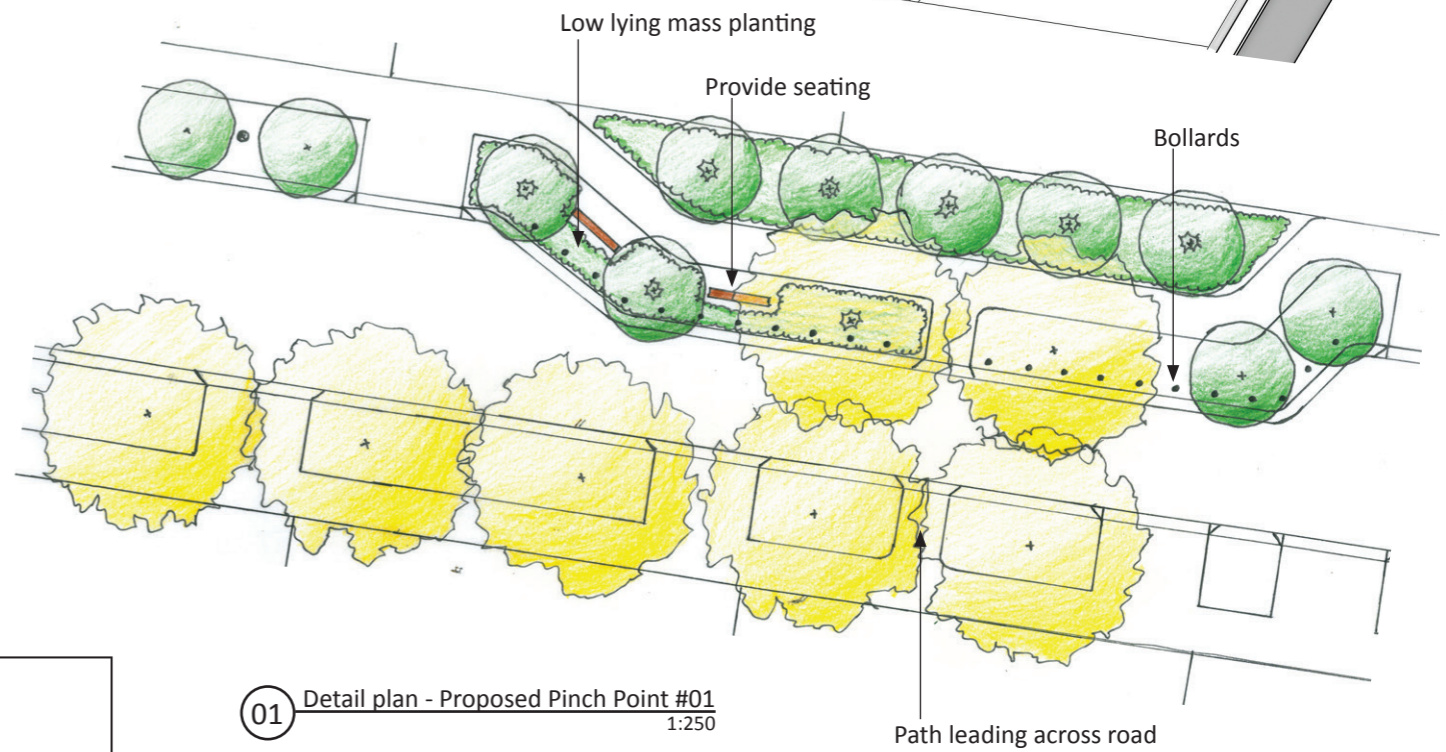 Low lying mass planting
Provide seating
Bollards
01
Detail plan - Proposed Pinch Point #01
1:250
Path leading across road